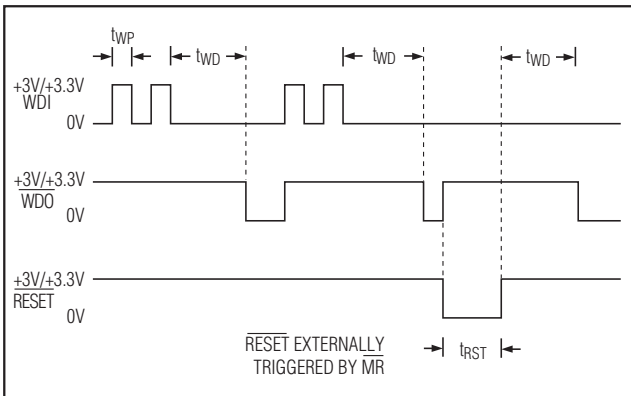 tWP
tWD
tWD
tWD
+3V/+3.3V
WDI
0V
+3V/+3.3V
WDO
0V
+3V/+3.3V
RESET
0V
RESET EXTERNALLY
TRIGGERED BY MR
tRST